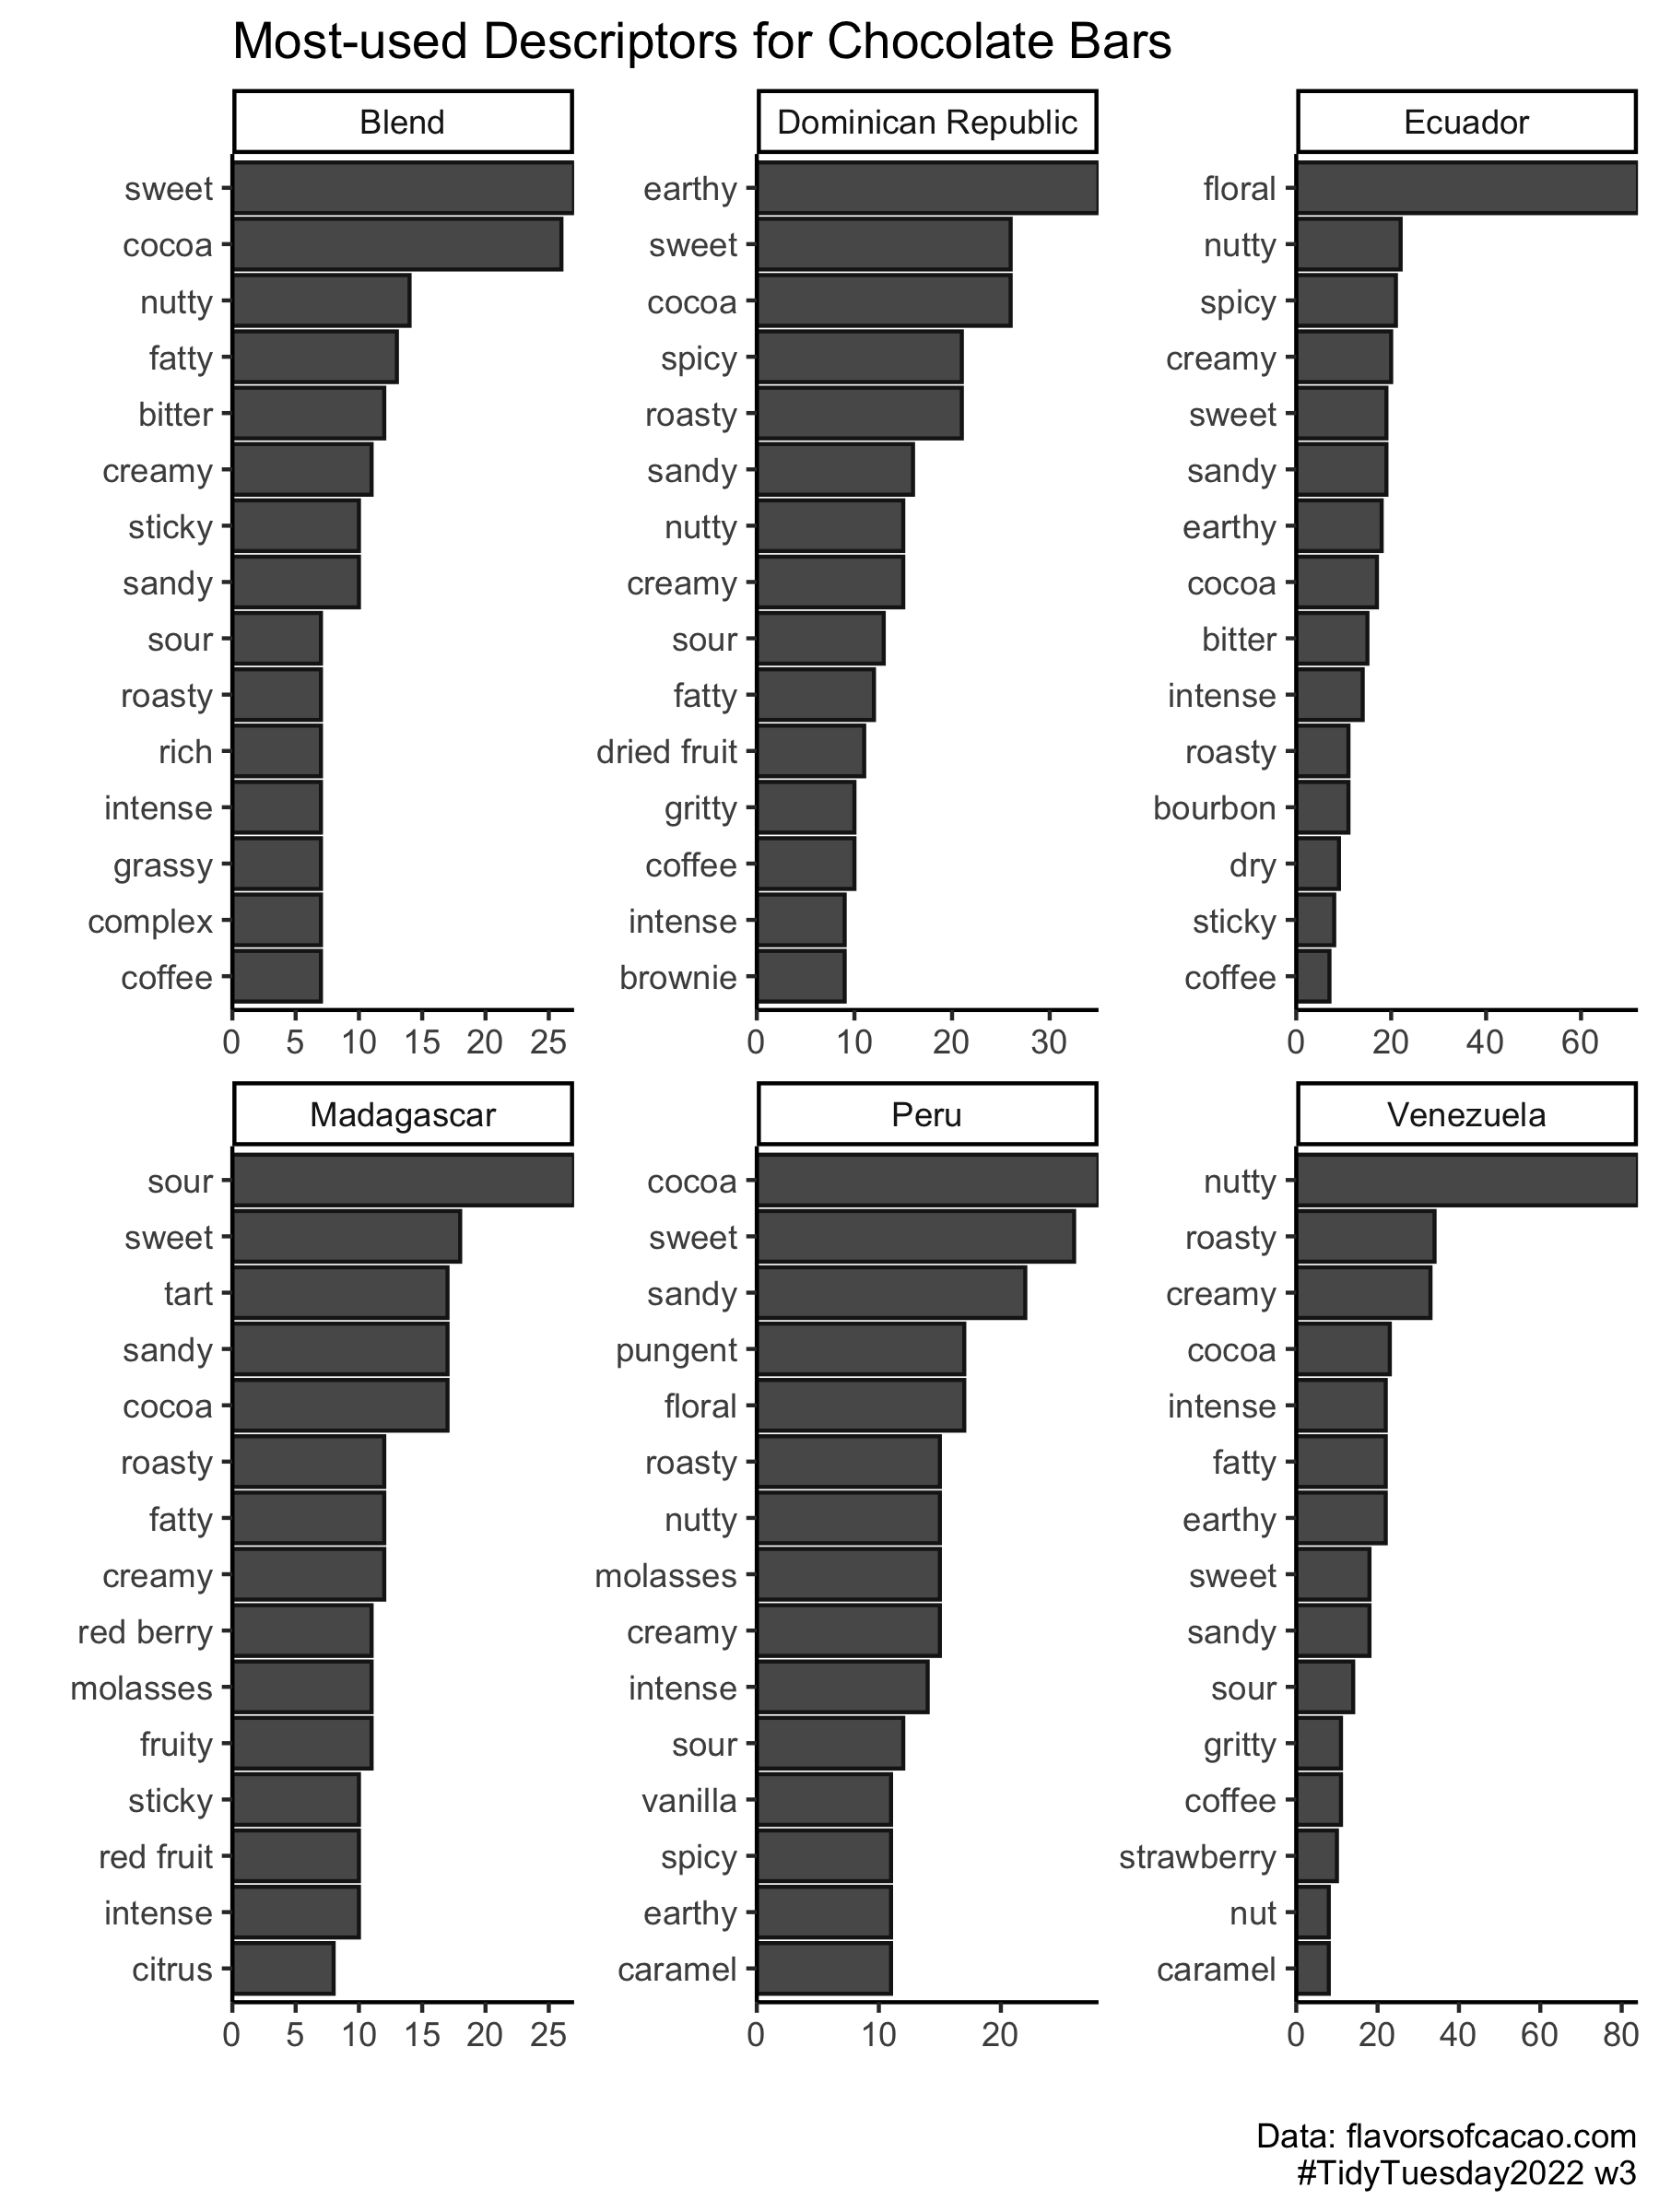 Most-used Descriptors for Chocolate Bars
Blend
sweet
cocoa
nutty
fatty
bitter
creamy
sticky
sandy
sour
roasty
rich
intense
grassy
complex
coffee
0 5 10 15 20 25
Dominican Republic
earthy
sweet
cocoa
spicy
roasty
sandy
nutty
creamy
sour
fatty
dried fruit
gritty
coffee
intense
brownie
0 10 20 30
Ecuador
floral
nutty
spicy
creamy
sweet
sandy
earthy
cocoa
bitter
intense
roasty
bourbon
dry
sticky
coffee
0 20 40 60
Madagascar
sour
sweet
tart
sandy
cocoa
roasty
fatty
creamy
red berry
molasses
fruity
sticky
red fruit
intense
citrus
0 5 10 15 20 25
Peru
cocoa
sweet
sandy
pungent
floral
roasty
nutty
molasses
creamy
intense
sour
vanilla
spicy
earthy
caramel
0 10 20
Venezuela
nutty
roasty
creamy
cocoa
intense
fatty
earthy
sweet
sandy
sour
gritty
coffee
strawberry
nut
caramel
0 20 40 60 80
Data: flavorsofcacao.com
#TidyTuesday2022 w3